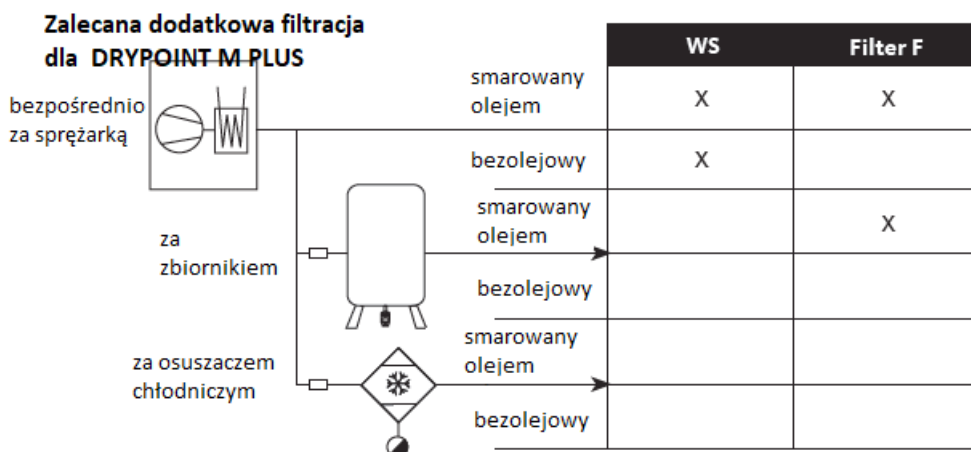 Zalecana dodatkowa filtracja
dla DRYPOINT M PLUS
WS Filter F
bezpośrednio
za sprężarką
smarowany
olejem
X X
bezolejowy
X
za
zbiornikiem
smarowany
olejem
X
bezolejowy
za osuszaczem
chłodniczym
smarowany
olejem
bezolejowy